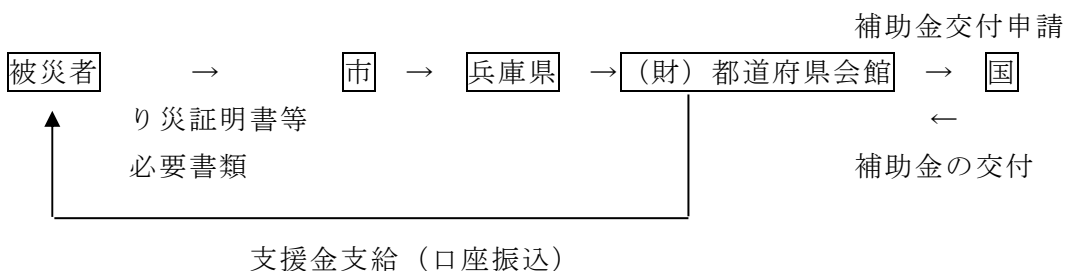 補助金交付申請
被災者 → 市 → 兵庫県 → (財)都道府県会館 → 国
り災証明書等 ←
必要書類 補助金の交付
支援金支給（口座振込）